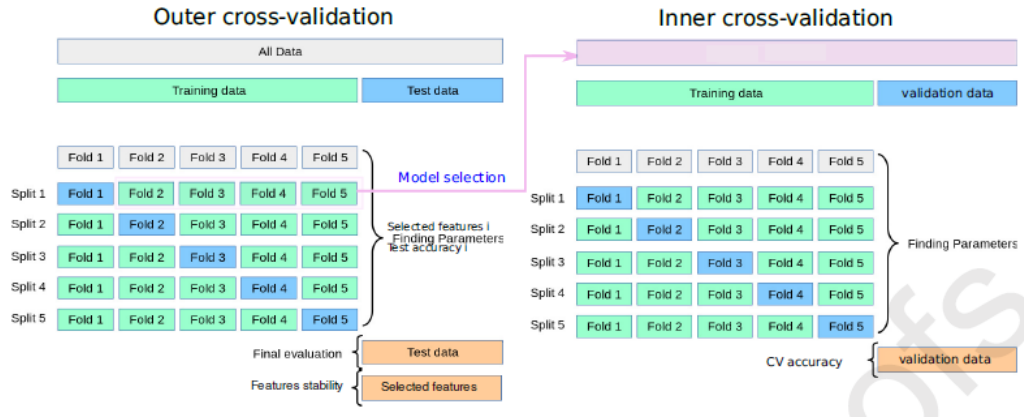 Outer cross-validation
All Data
Training data
Test data
Fold 1 Fold 2 Fold 3 Fold 4 Fold 5
Split 1 Fold 1 Fold 2 Fold 3 Fold 4 Fold 5
Split 2 Fold 1 Fold 2 Fold 3 Fold 4 Fold 5
Split 3 Fold 1 Fold 2 Fold 3 Fold 4 Fold 5
Split 4 Fold 1 Fold 2 Fold 3 Fold 4 Fold 5
Split 5 Fold 1 Fold 2 Fold 3 Fold 4 Fold 5
Model selection
Selected features i
Finding Parameters
Test accuracy i
Final evaluation
Test data
Features stability
Selected features
Inner cross-validation
Training data
validation data
Fold 1 Fold 2 Fold 3 Fold 4 Fold 5
Split 1 Fold 1 Fold 2 Fold 3 Fold 4 Fold 5
Split 2 Fold 1 Fold 2 Fold 3 Fold 4 Fold 5
Split 3 Fold 1 Fold 2 Fold 3 Fold 4 Fold 5
Split 4 Fold 1 Fold 2 Fold 3 Fold 4 Fold 5
Split 5 Fold 1 Fold 2 Fold 3 Fold 4 Fold 5
Finding Parameters
CV accuracy
validation data
ofs